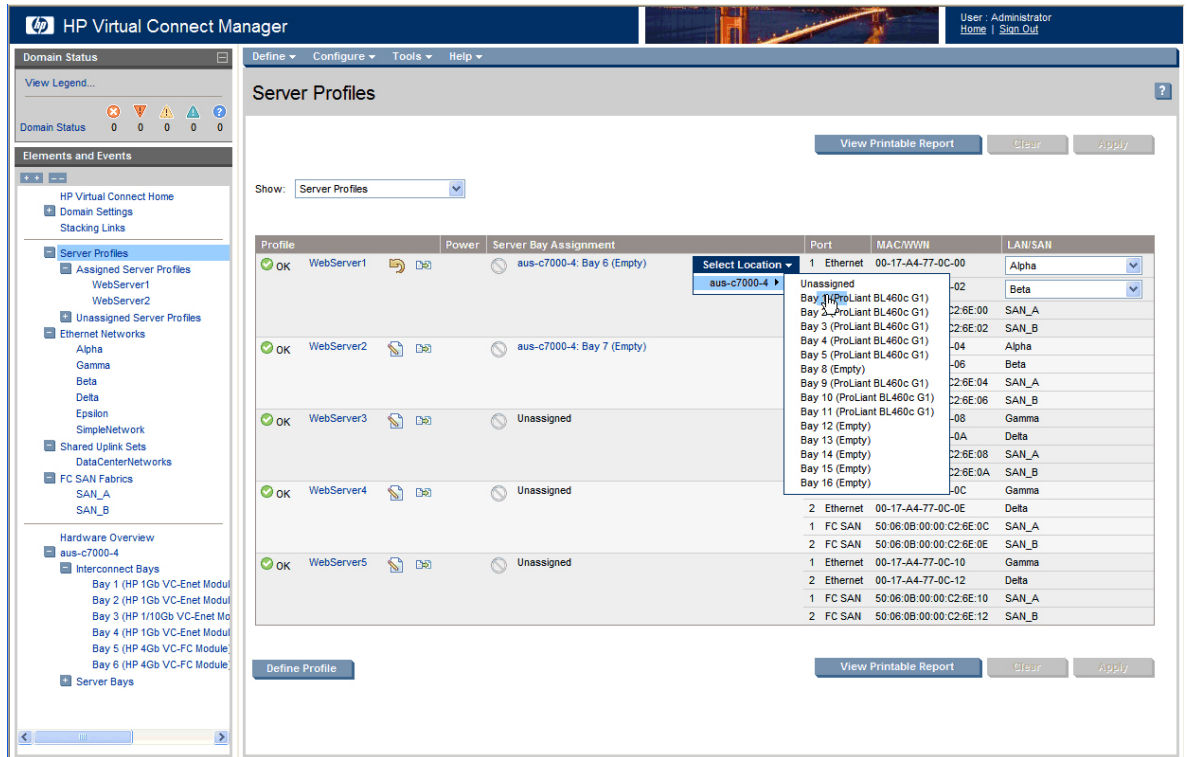 hp HP Virtual Connect Manager
User : Administrator
Home | Sign Out
Domain Status
View Legend...
Domain Status 0 0 0 0 0
Elements and Events
HP Virtual Connect Home
Domain Settings
Stacking Links
Server Profiles
Assigned Server Profiles
WebServer1
WebServer2
Unassigned Server Profiles
Ethernet Networks
Alpha
Gamma
Beta
Delta
Epsilon
SimpleNetwork
Shared Uplink Sets
DataCenterNetworks
FC SAN Fabrics
SAN_A
SAN_B
Hardware Overview
aus-c7000-4
Interconnect Bays
Bay 1 (HP 1Gb VC-Enet Modul
Bay 2 (HP 1Gb VC-Enet Modul
Bay 3 (HP 1/10Gb VC-Enet Mo
Bay 4 (HP 1Gb VC-Enet Modul
Bay 5 (HP 4Gb VC-FC Module)
Bay 6 (HP 4Gb VC-FC Module)
Server Bays
Define Configure Tools Help
Server Profiles ?
View Printable Report Clear Apply
Show: Server Profiles
Profile Power Server Bay Assignment Port MAC/WWN LAN/SAN
OK WebServer1 aus-c7000-4: Bay 6 (Empty) Select Location 1 Ethernet 00-17-A4-77-0C-00 Alpha
aus-c7000-4
Unassigned
Bay (ProLiant BL460c G1)
Bay 2 (ProLiant BL460c G1)
Bay 3 (ProLiant BL460c G1)
Bay 4 (ProLiant BL460c G1)
Bay 5 (ProLiant BL460c G1)
Bay 8 (Empty)
Bay 9 (ProLiant BL460c G1)
Bay 10 (ProLiant BL460c G1)
Bay 11 (ProLiant BL460c G1)
Bay 12 (Empty)
Bay 13 (Empty)
Bay 14 (Empty)
Bay 15 (Empty)
Bay 16 (Empty)
-02 Beta
C2:6E:00 SAN_A
C2:6E:02 SAN_B
OK WebServer2 aus-c7000-4: Bay 7 (Empty) -04 Alpha
-06 Beta
C2:6E:04 SAN_A
C2:6E:06 SAN_B
OK WebServer3 Unassigned -08 Gamma
-0A Delta
C2:6E:08 SAN_A
C2:6E:0A SAN_B
OK WebServer4 Unassigned -0C Gamma
2 Ethernet 00-17-A4-77-0C-0E Delta
1 FC SAN 50:06:0B:00:00:C2:6E:0C SAN_A
2 FC SAN 50:06:0B:00:00:C2:6E:0E SAN_B
OK WebServer5 Unassigned 1 Ethernet 00-17-A4-77-0C-10 Gamma
2 Ethernet 00-17-A4-77-0C-12 Delta
1 FC SAN 50:06:0B:00:00:C2:6E:10 SAN_A
2 FC SAN 50:06:0B:00:00:C2:6E:12 SAN_B
Define Profile View Printable Report Clear Apply